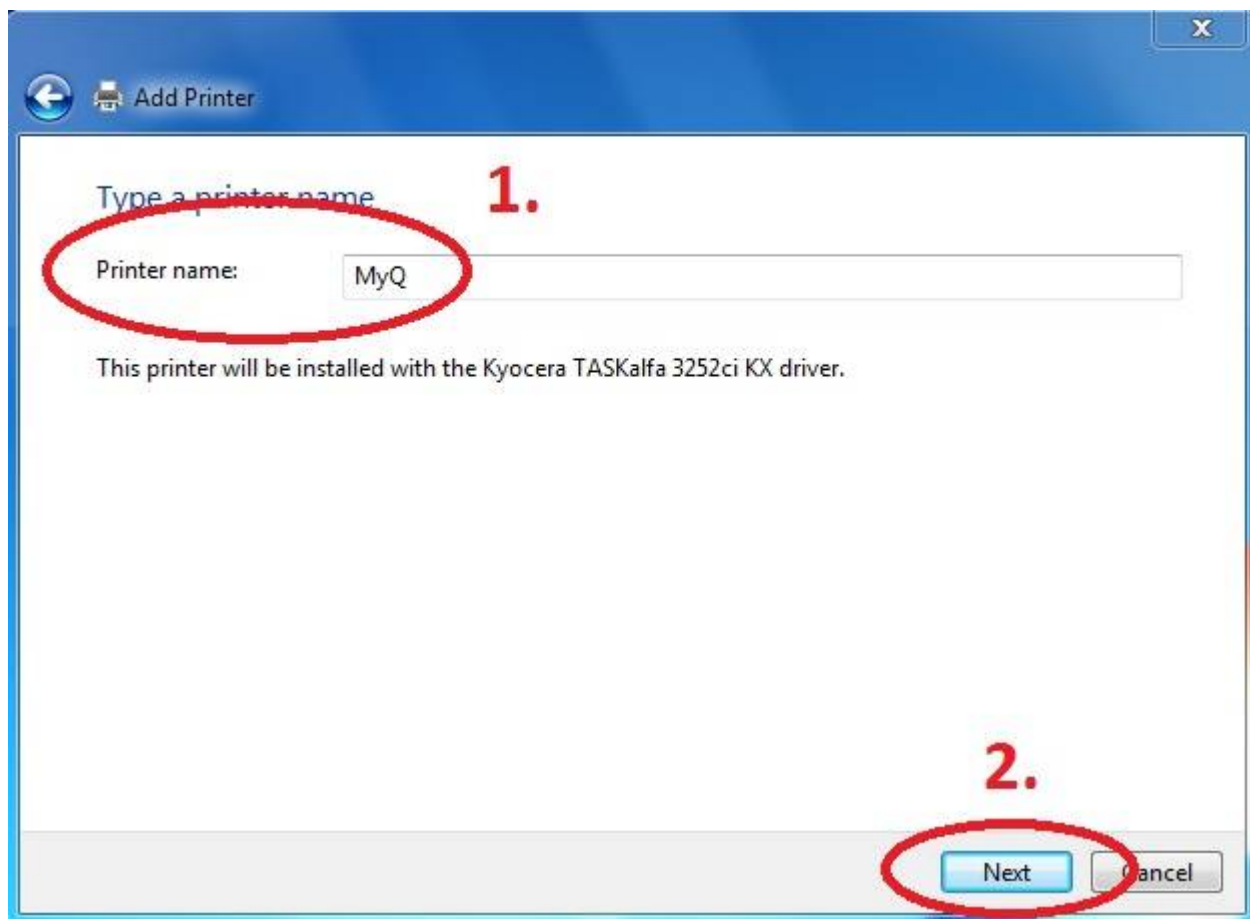 x
Add Printer
Type a printer name
1.
Printer name: MyQ
This printer will be installed with the Kyocera TASKalfa 3252ci KX driver.
2.
Next Cancel